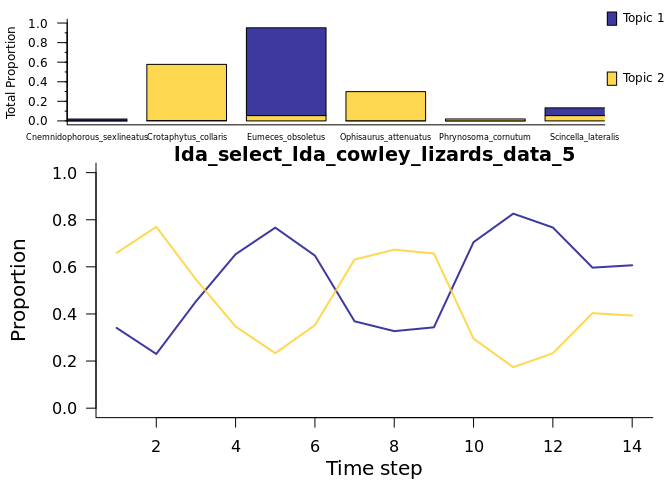 Topic 1
Topic 2
Total Proportion
1.0
0.8
0.6
0.4
0.2
0.0
Cnemnidophorous_sexlineatus
Crotaphytus_collaris
Eumeces_obsoletus
Ophisaurus_attenuatus
Phrynosoma_cornutum
Scincella_lateralis
lda_select_lda_cowley_lizards_data_5
Proportion
1.0
0.8
0.6
0.4
0.2
0.0
2 4 6 8 10 12 14
Time step